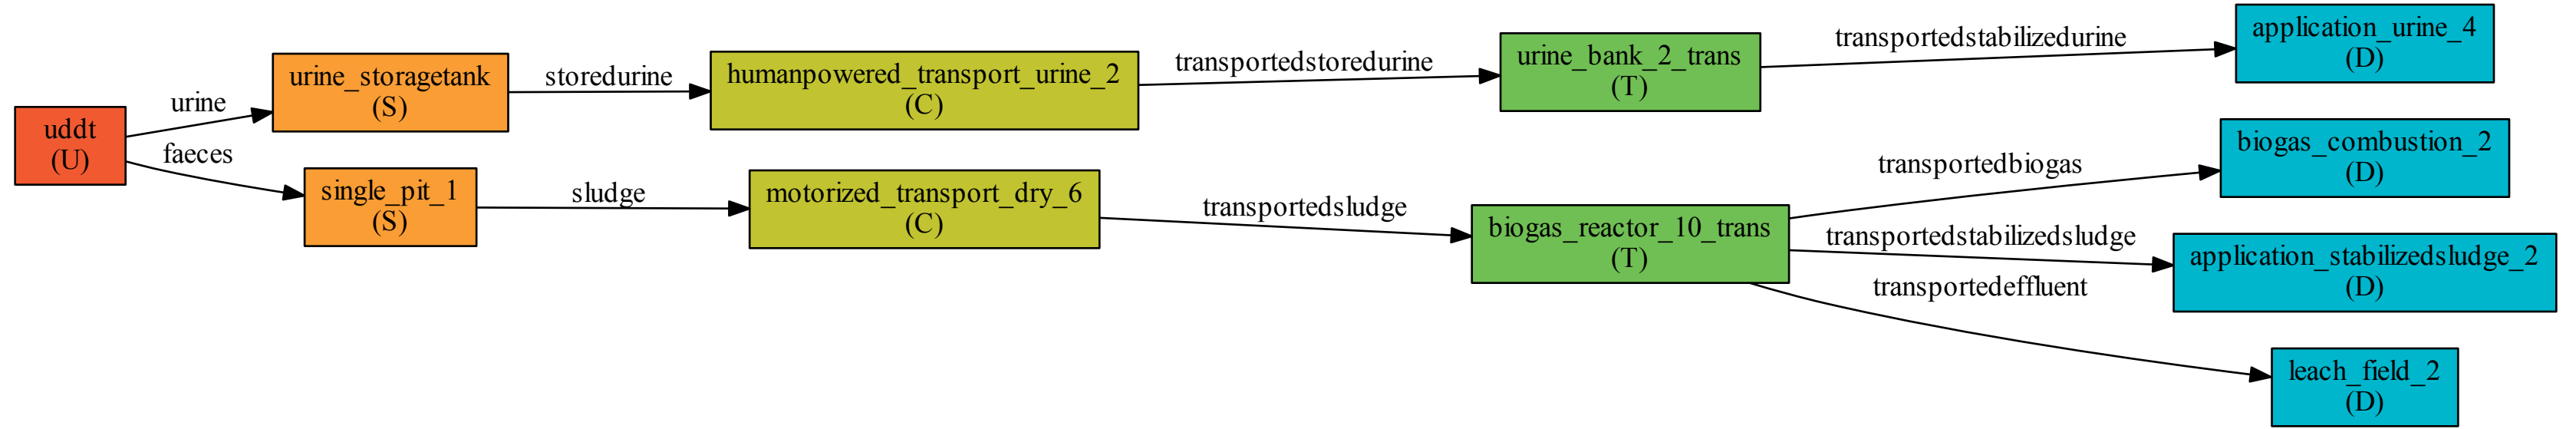 uddt
(U)
urine
faeces
urine_storagetank
(S)
single_pit_1
(S)
storedurine
sludge
humanpowered_transport_urine_2
(C)
motorized_transport_dry_6
(C)
transportedstoredurine
transportedsludge
urine_bank_2_trans
(T)
biogas_reactor_10_trans
(T)
transportedstabilizedurine
transportedbiogas
transportedstabilizedsludge
transportedeffluent
application_urine_4
(D)
biogas_combustion_2
(D)
application_stabilizedsludge_2
(D)
leach_field_2
(D)